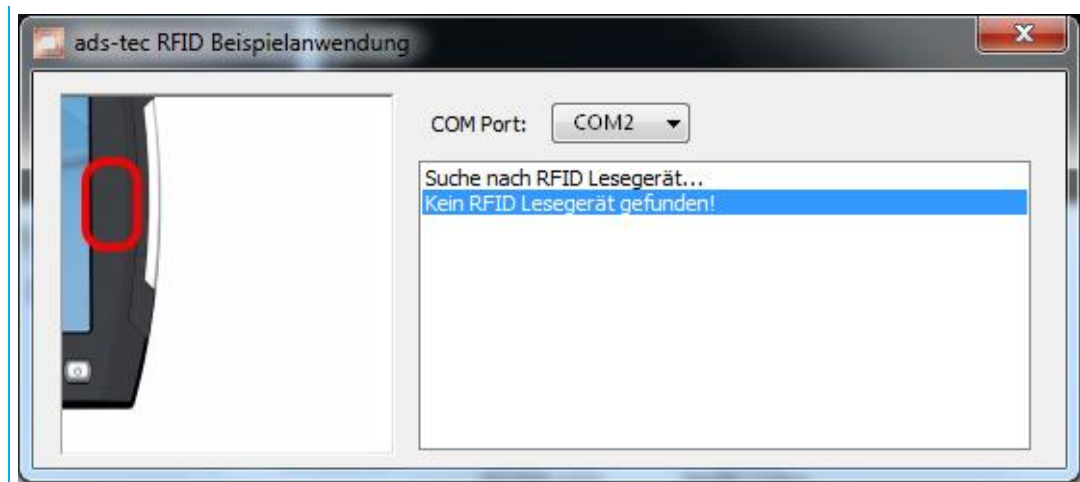 ads-tec RFID Beispielanwendung
COM Port: COM2
Suche nach RFID Lesegerät...
Kein RFID Lesegerät gefunden!